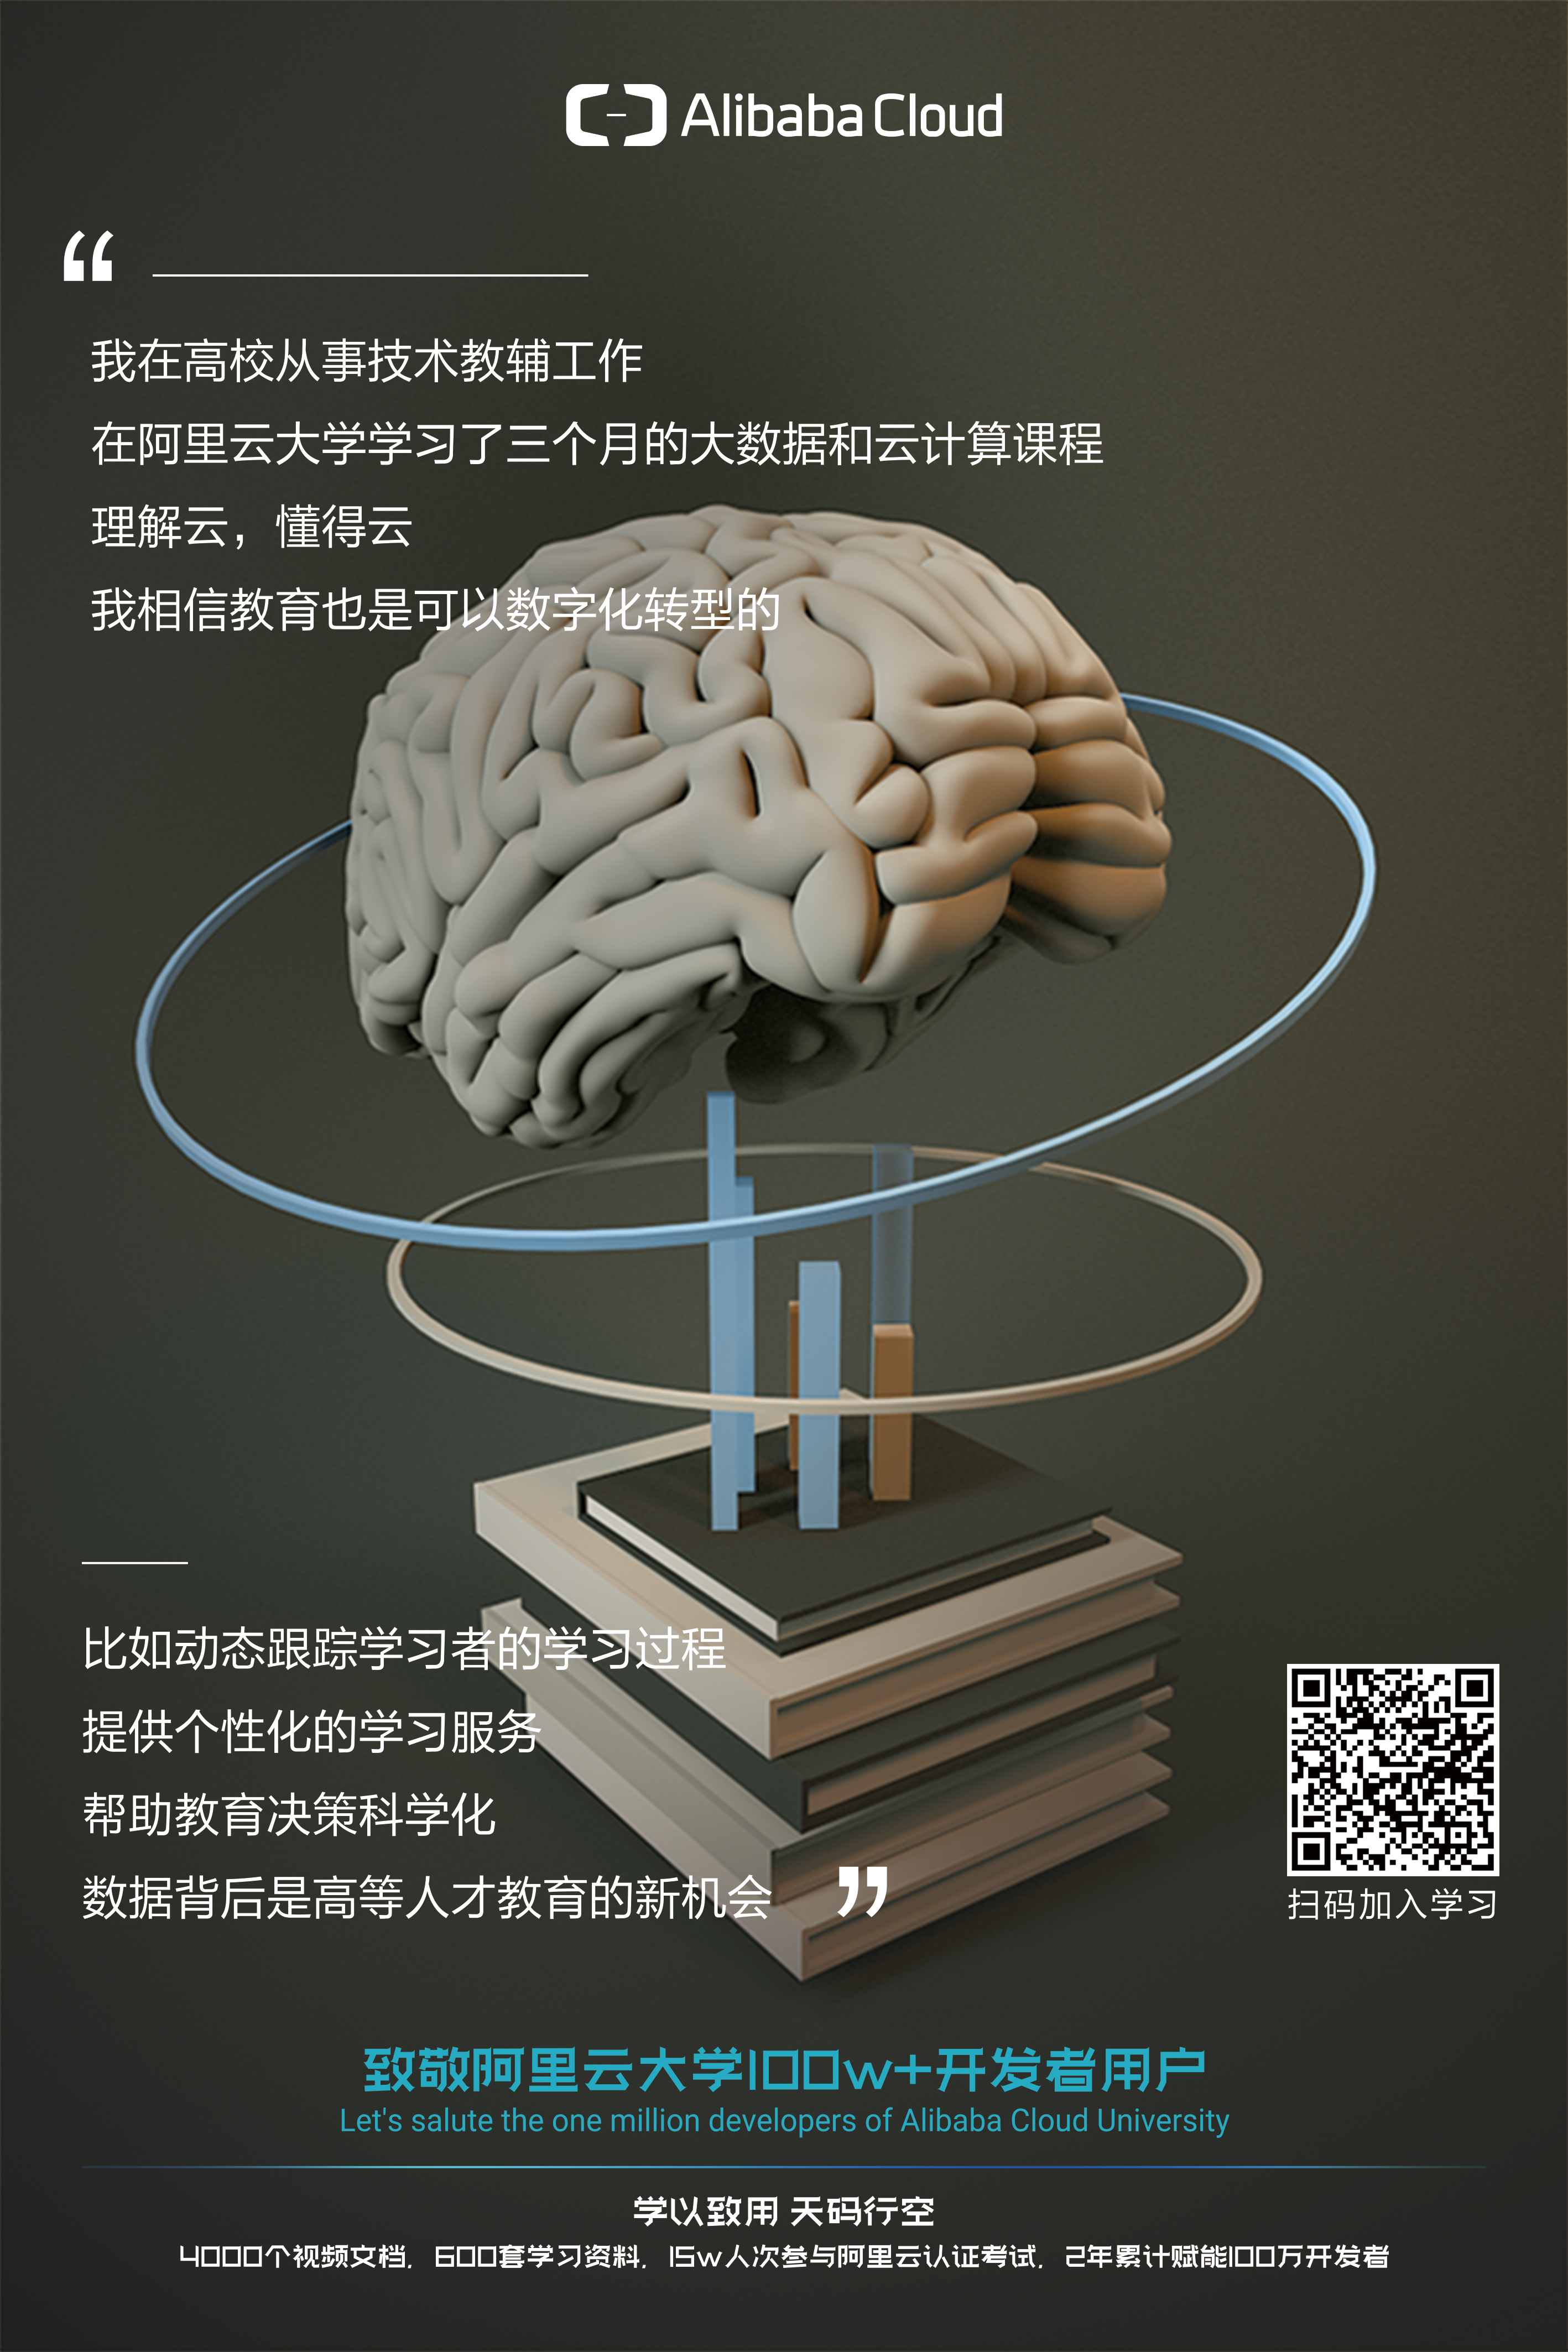 Alibaba Cloud
“
我在高校从事技术教辅工作
在阿里云大学学习了三个月的大数据和云计算课程
理解云，懂得云
我相信教育也是可以数字化转型的
比如动态跟踪学习者的学习过程
提供个性化的学习服务
帮助教育决策科学化
数据背后是高等人才教育的新机会 ”
扫码加入学习
致敬阿里云大学100w+开发者用户
Let's salute the one million developers of Alibaba Cloud University
学以致用 天码行空
4000个视频文档，600套学习资料，15w人次参与阿里云认证考试，2年累计赋能100万开发者